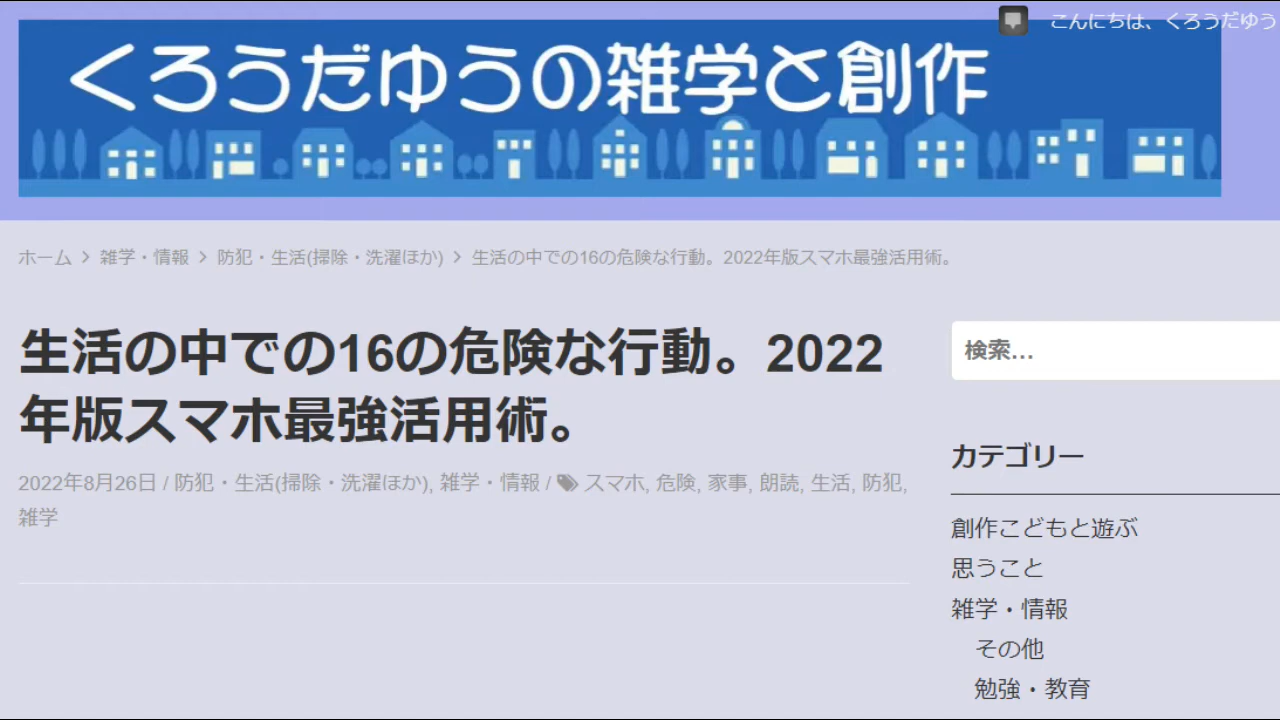 こんにちは、くろうだゆう
くろうだゆうの雑学と創作
ホーム > 雑学・情報 > 防犯・生活(掃除・洗濯ほか) > 生活の中での16の危険な行動。2022年版スマホ最強活用術。
生活の中での16の危険な行動。2022
年版スマホ最強活用術。
2022年8月26日 / 防犯・生活(掃除・洗濯ほか), 雑学・情報 / スマホ, 危険, 家事, 朗読, 生活, 防犯,
雑学
検索…
カテゴリー
創作こどもと遊ぶ
思うこと
雑学・情報
その他
勉強・教育